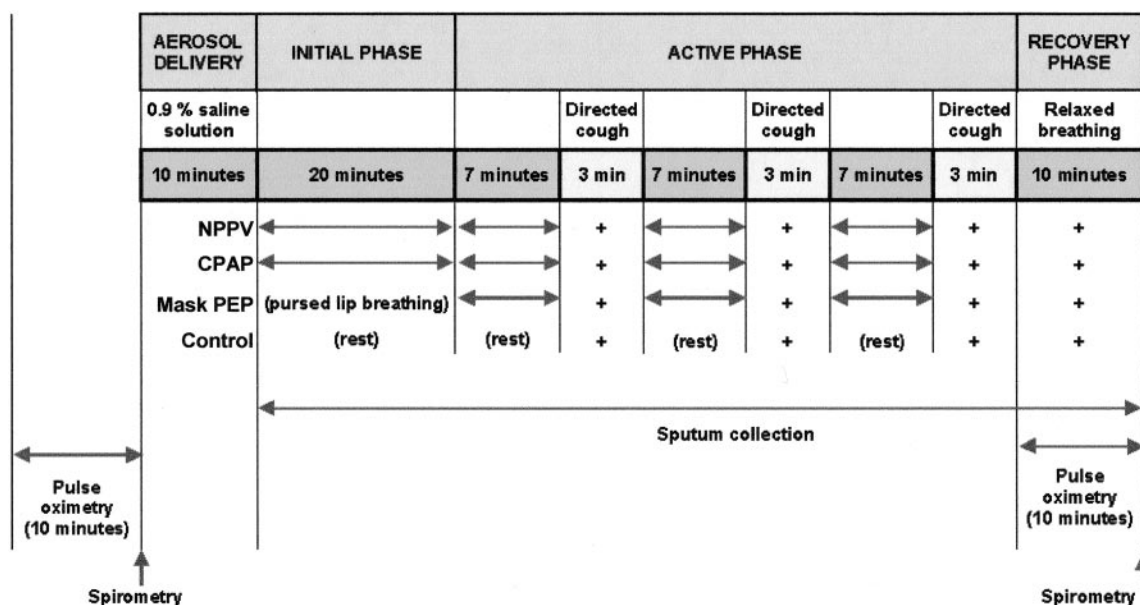 AEROSOL DELIVERY INITIAL PHASE ACTIVE PHASE RECOVERY PHASE
0.9 % saline solution Directed cough Directed cough Directed cough Relaxed breathing
10 minutes 20 minutes 7 minutes 3 min 7 minutes 3 min 7 minutes 3 min 10 minutes
NPPV + + + +
CPAP + + + +
Mask PEP (pursed lip breathing) + + + +
Control (rest) (rest) + (rest) + (rest) + +
Sputum collection
Pulse oximetry (10 minutes) Pulse oximetry (10 minutes)
Spirometry Spirometry